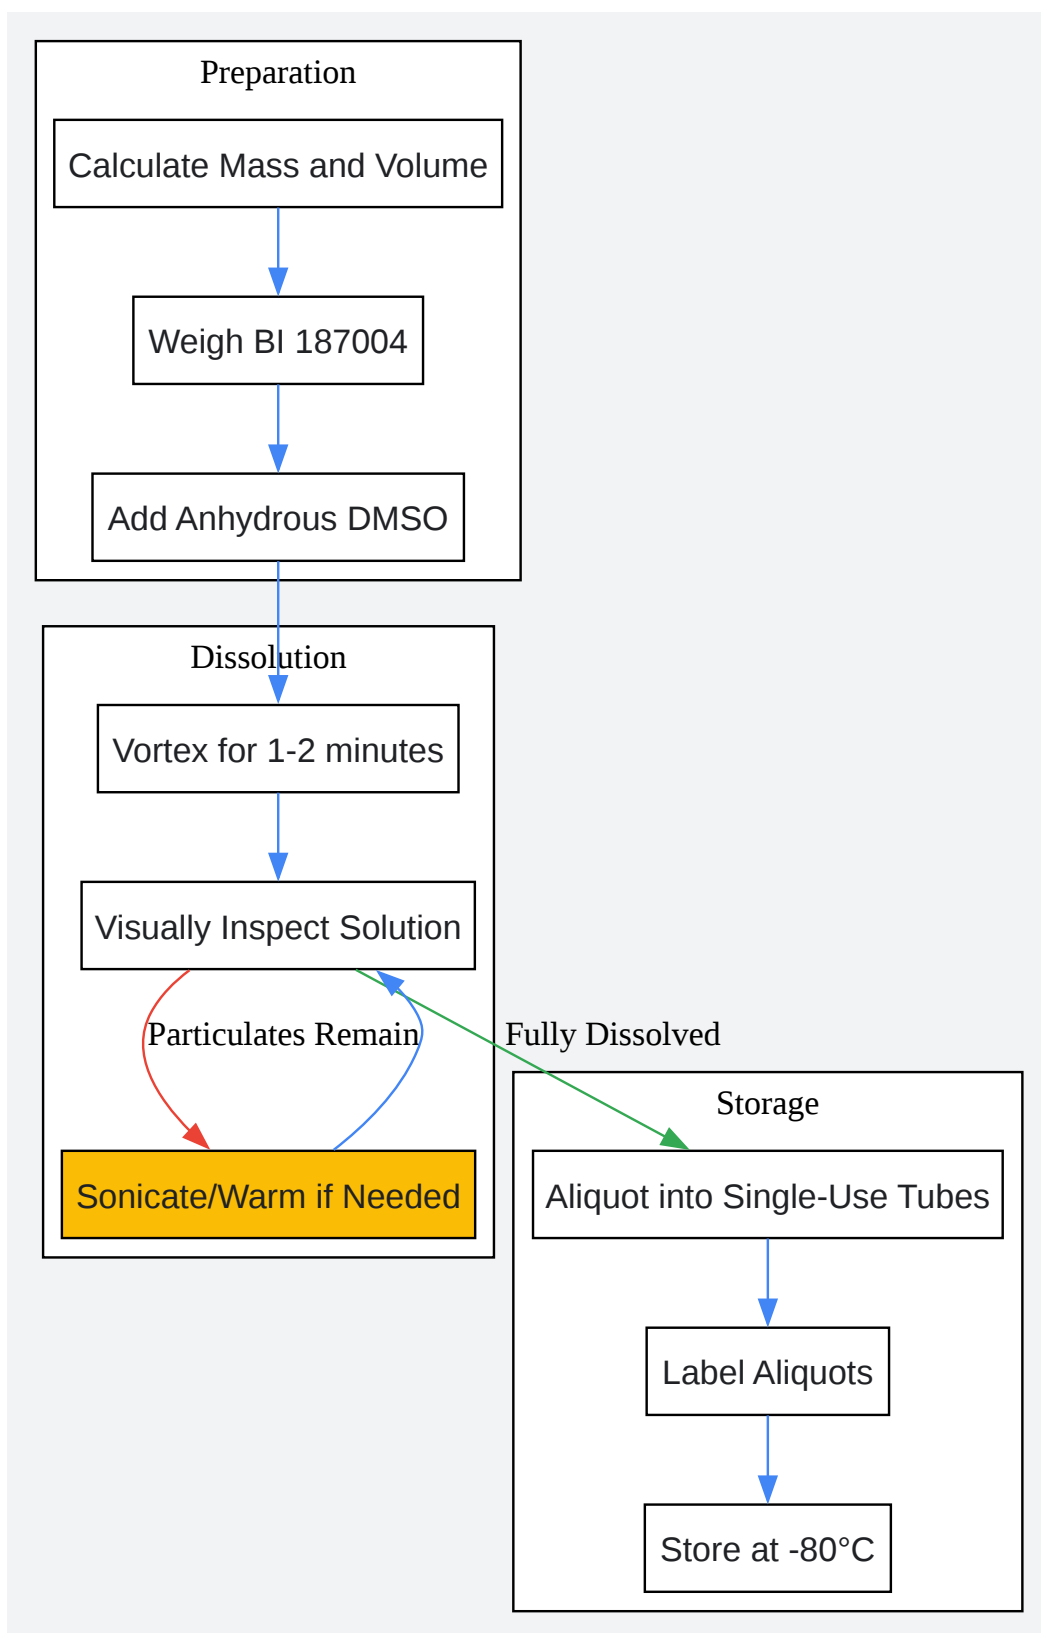 Preparation
Calculate Mass and Volume
Weigh BI 187004
Add Anhydrous DMSO
Dissolution
Vortex for 1-2 minutes
Visually Inspect Solution
Particulates Remain
Fully Dissolved
Sonicate/Warm if Needed
Storage
Aliquot into Single-Use Tubes
Label Aliquots
Store at -80°C